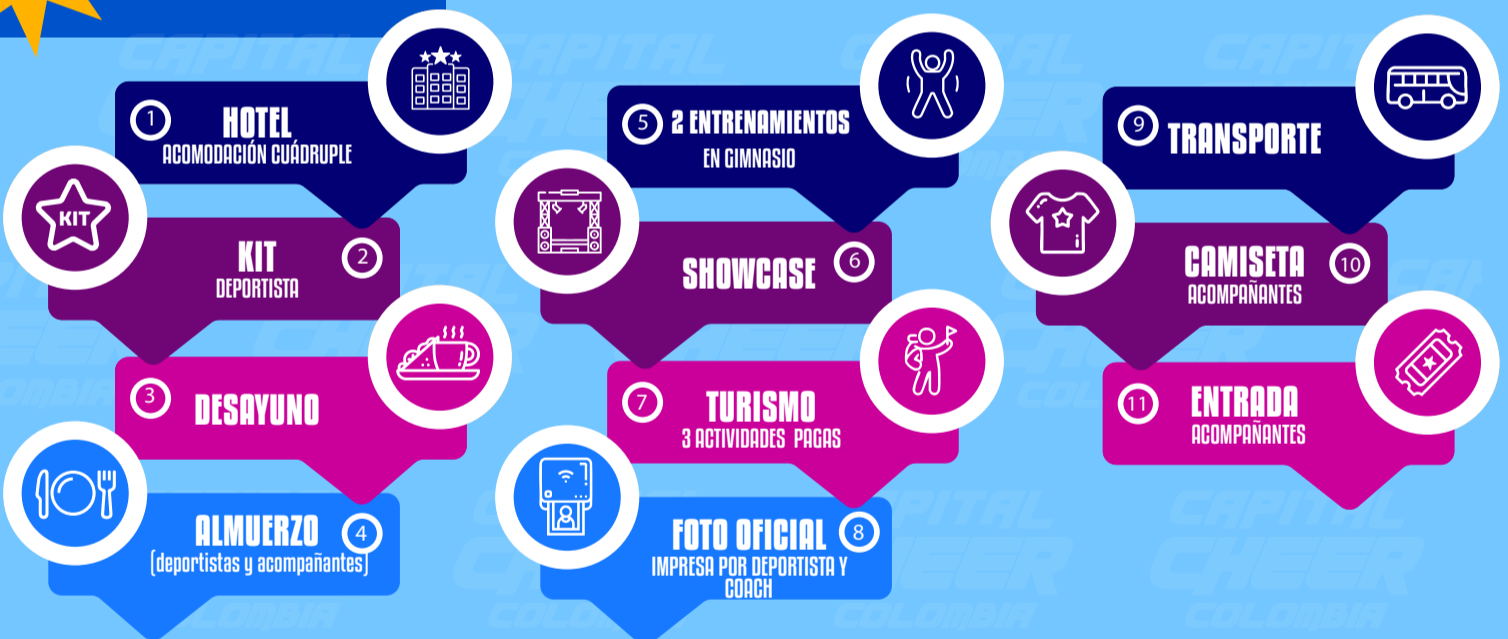 1
HOTEL
ACOMODACIÓN CUÁDRUPLE
KIT
KIT
2
DEPORTISTA
3
DESAYUNO
ALMUERZO
4
(deportistas y acompañantes)
5
2 ENTRENAMIENTOS
EN GIMNASIO
SHOWCASE
6
7
TURISMO
3 ACTIVIDADES PAGAS
FOTO OFICIAL
8
IMPRESA POR DEPORTISTA Y
COACH
9
TRANSPORTE
CAMISETA
10
ACOMPAÑANTES
11
ENTRADA
ACOMPAÑANTES
CAPITAL
CHEER
COLOMBIA